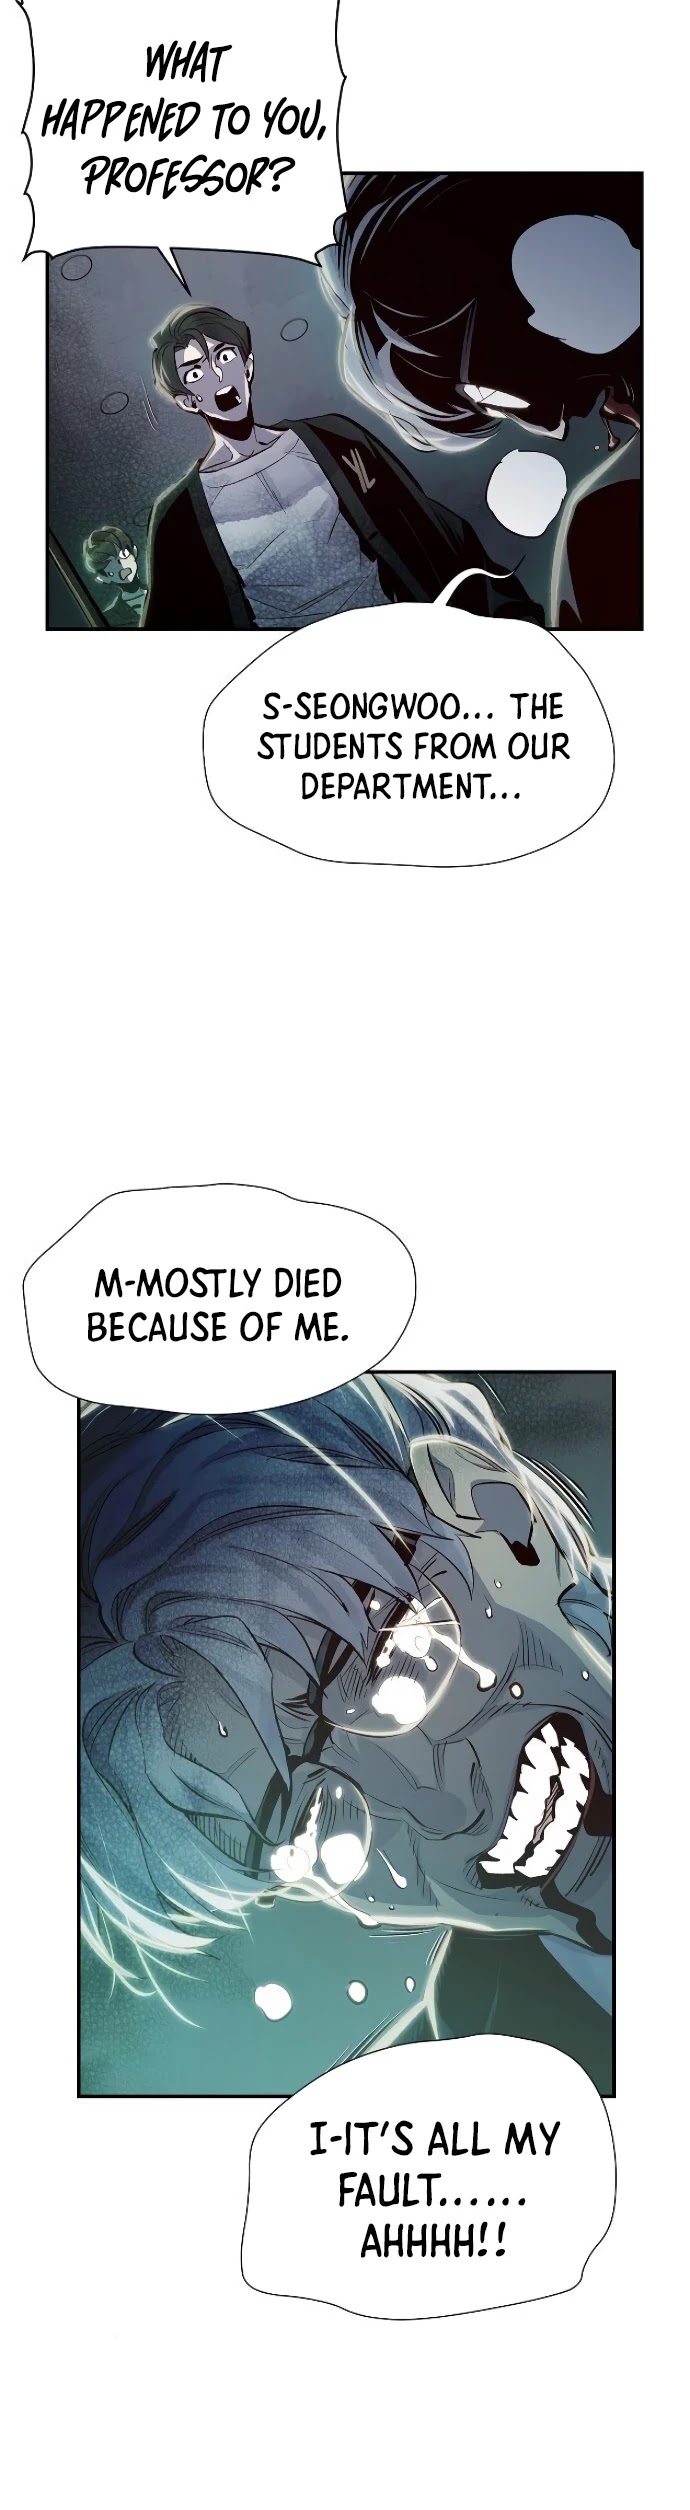 WHAT
HAPPENED TO YOU,
PROFESSOR?
YL
S-SEONGWOO... THE
STUDENTS FROM OUR
DEPARTMENT...
M-MOSTLY DIED
BECAUSE OF ME.
I-IT'S ALL MY
FAULT......
AHHHH!!